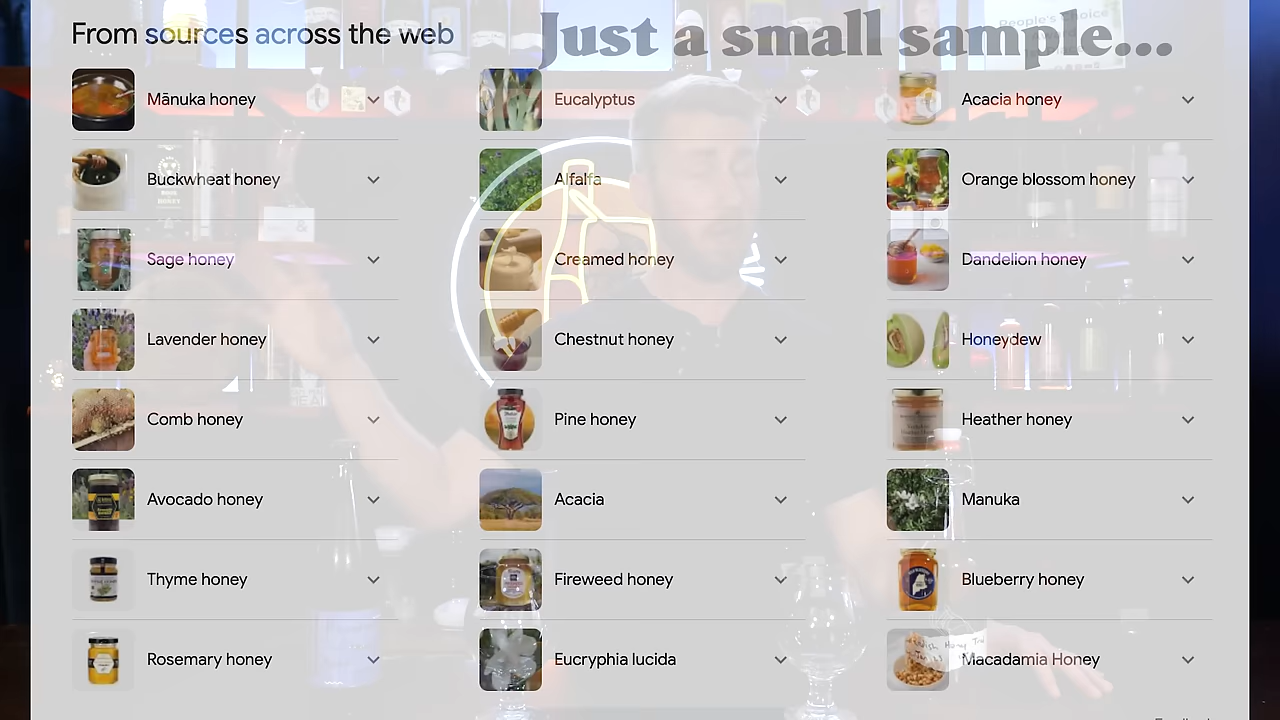 From sources across the web
Just a small sample...
People's Choice
Mānuka honey
Eucalyptus
Acacia honey
Buckwheat honey
Alfalfa
Orange blossom honey
Sage honey
Creamed honey
Dandelion honey
Lavender honey
Chestnut honey
Honeydew
Comb honey
Pine honey
Heather honey
Avocado honey
Acacia
Manuka
Thyme honey
Fireweed honey
Blueberry honey
Rosemary honey
Eucryphia lucida
Macadamia Honey